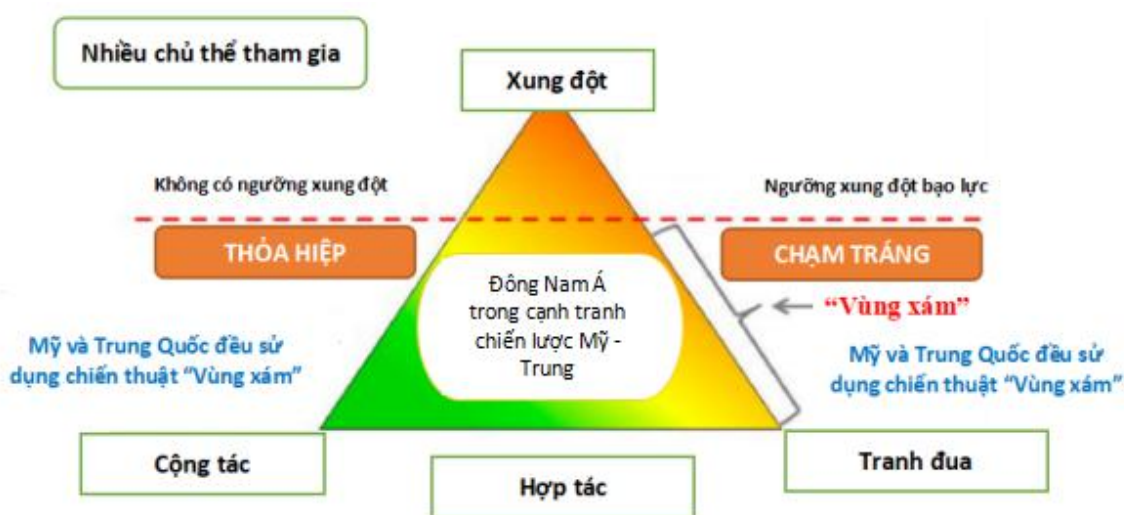 Nhiều chủ thể tham gia
Xung đột
Không có ngưỡng xung đột
Ngưỡng xung đột bạo lực
THỎA HIỆP
CHẠM TRÁNG
Đông Nam Á
trong cạnh tranh
chiến lược Mỹ -
Trung
“Vùng xám”
Mỹ và Trung Quốc đều sử
dụng chiến thuật “Vùng xám”
Mỹ và Trung Quốc đều sử
dụng chiến thuật “Vùng xám”
Cộng tác
Hợp tác
Tranh đua